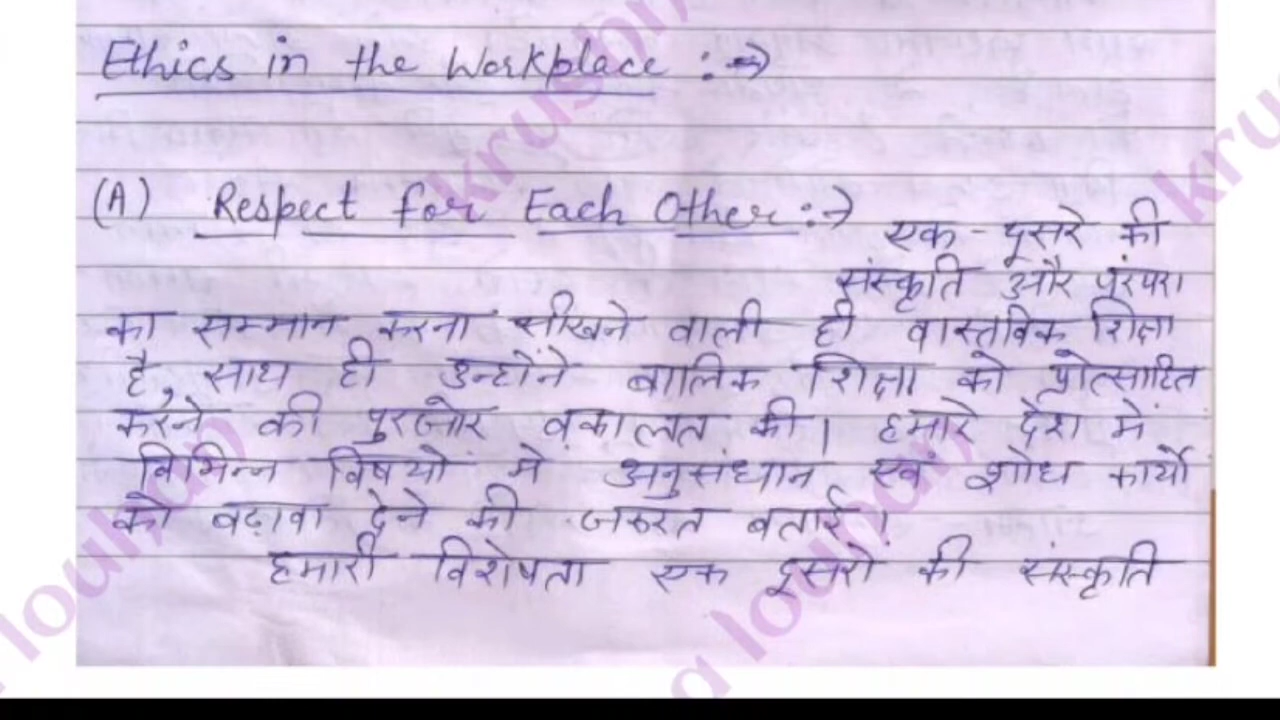 Ethics in the Workplace :→
(A) Respect for Each Other :→ एक - दूसरे की
संस्कृति और परंपरा
का सम्मान करना सीखने वाली ही वास्तविक शिक्षा
है, साथ ही उन्होंने बालिक शिक्षा को प्रोत्साहित
करने की पुरजोर वकालत की। हमारे देश में
विभिन्न विषयों में अनुसंधान एवं शोध कार्यो
को बढ़ावा देने की जरुरत बताई।
हमारी विशेषता एक दूसरों की संस्कृति